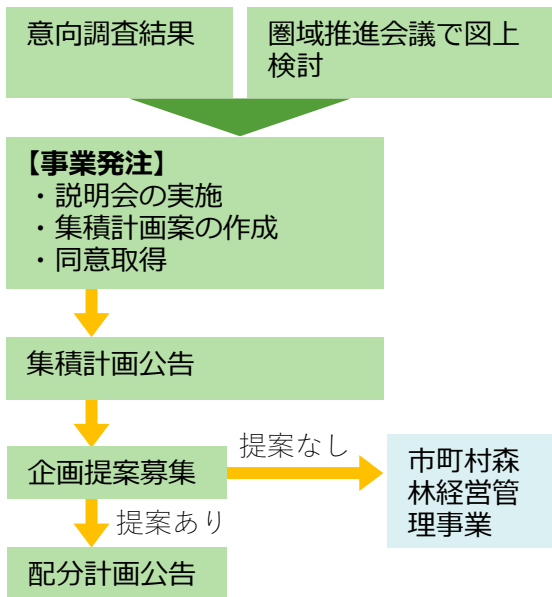 意向調査結果
圏域推進会議で図上
検討
【事業発注】
・説明会の実施
・集積計画案の作成
・同意取得
集積計画公告
企画提案募集
提案なし
市町村森
林経営管
理事業
提案あり
配分計画公告